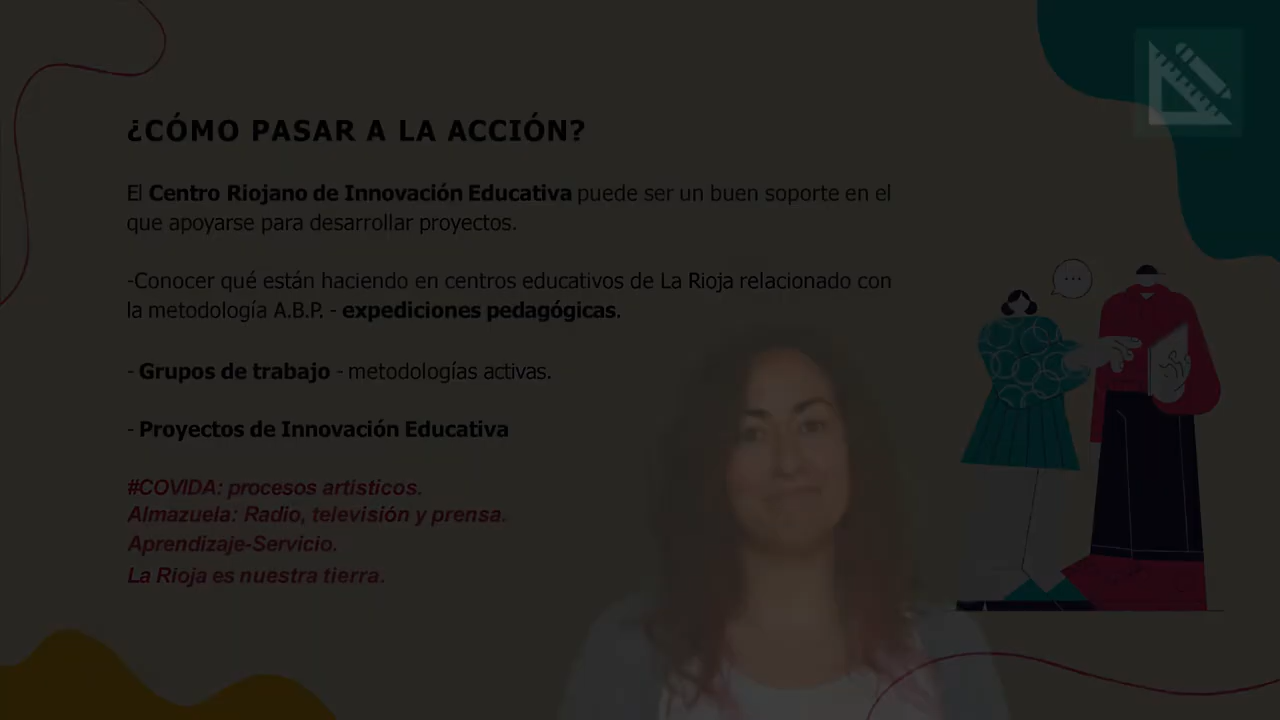 ¿CÓMO PASAR A LA ACCIÓN?
El Centro Riojano de Innovación Educativa puede ser un buen soporte en el
que apoyarse para desarrollar proyectos.
-Conocer qué están haciendo en centros educativos de La Rioja relacionado con
la metodología A.B.P. - expediciones pedagógicas.
- Grupos de trabajo - metodologías activas.
- Proyectos de Innovación Educativa
#COVIDA: procesos artísticos.
Almazuela: Radio, televisión y prensa.
Aprendizaje-Servicio.
La Rioja es nuestra tierra.